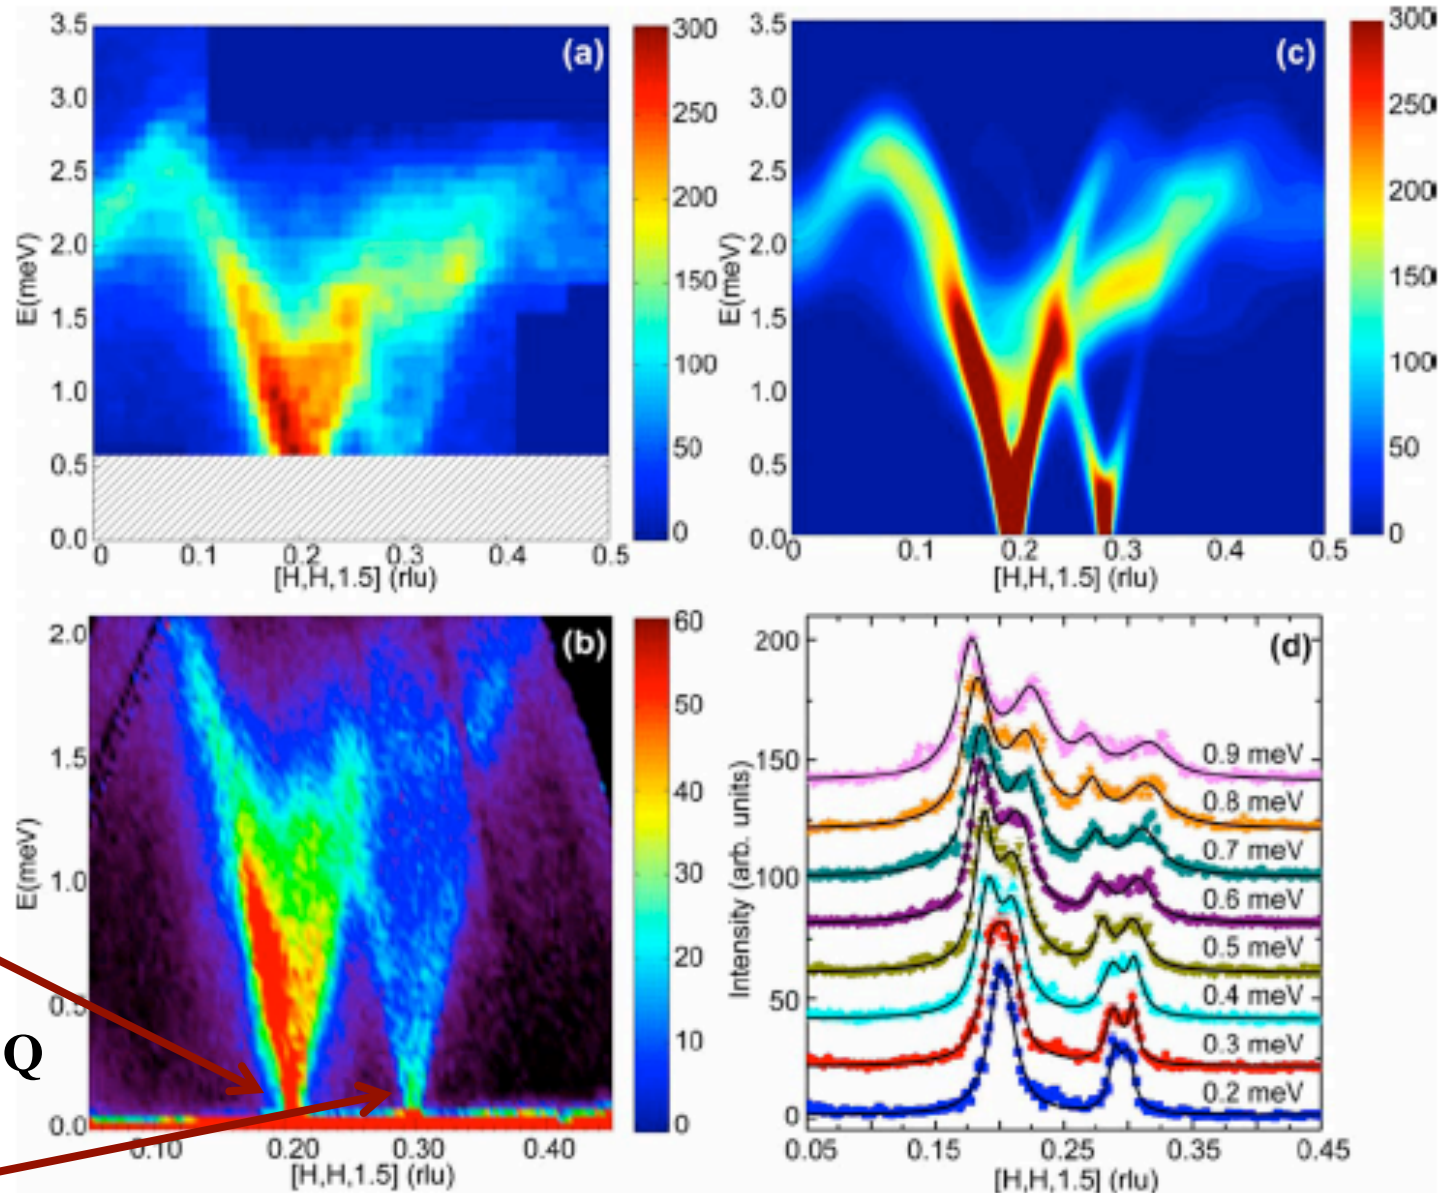 (a)
3.5
3.0
2.5
2.0
1.5
1.0
0.5
0.0
E(meV)
0 0.1 0.2 0.3 0.4 0.5
[H,H,1.5] (rlu)
300
250
200
150
100
50
0
(c)
3.5
3.0
2.5
2.0
1.5
1.0
0.5
0.0
E(meV)
0 0.1 0.2 0.3 0.4 0.5
[H,H,1.5] (rlu)
300
250
200
150
100
50
0
(b)
2.0
1.5
1.0
0.5
0.0
E(meV)
0.10 0.20 0.30 0.40
[H,H,1.5] (rlu)
60
50
40
30
20
10
0
Q
(d)
200
150
100
50
0
Intensity (arb. units)
0.9 meV
0.8 meV
0.7 meV
0.6 meV
0.5 meV
0.4 meV
0.3 meV
0.2 meV
0.05 0.15 0.25 0.35 0.45
[H,H,1.5] (rlu)